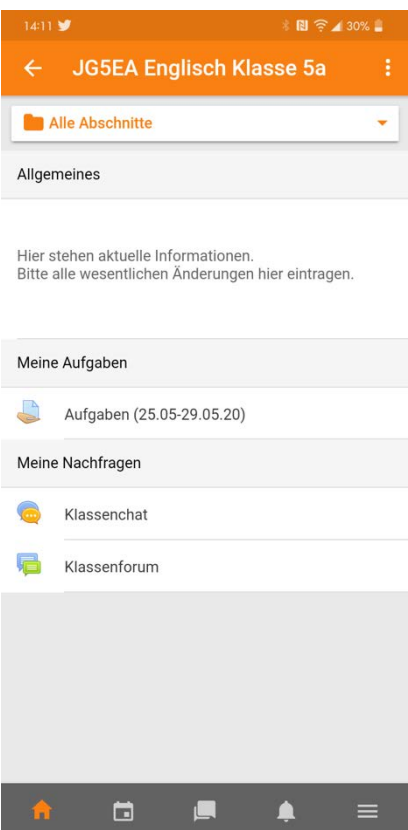 14:11 30%
JG5EA Englisch Klasse 5a
Alle Abschnitte
Allgemeines
Hier stehen aktuelle Informationen.
Bitte alle wesentlichen Änderungen hier eintragen.
Meine Aufgaben
Aufgaben (25.05-29.05.20)
Meine Nachfragen
Klassenchat
Klassenforum